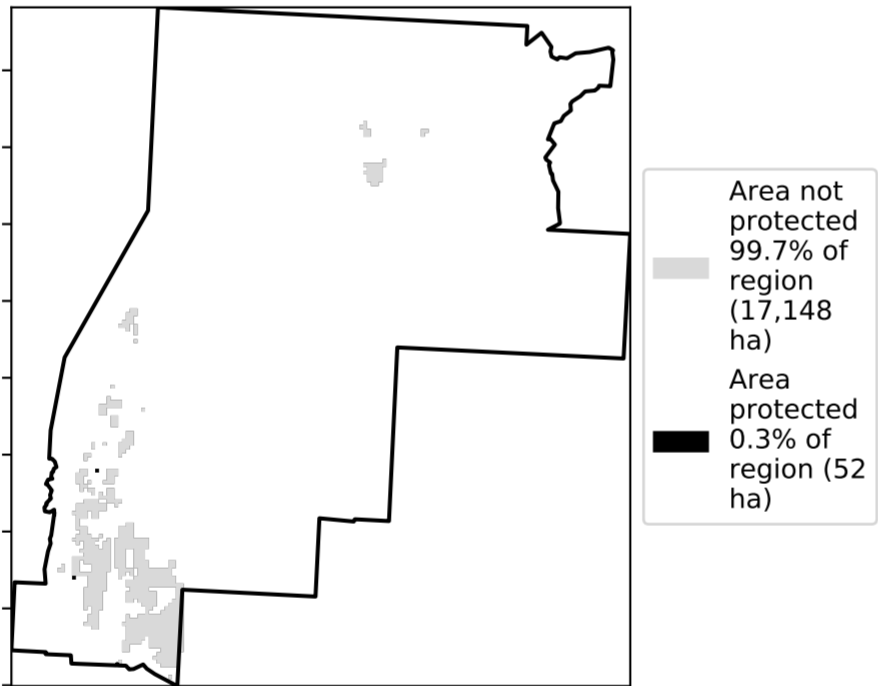 Area not
protected
99.7% of
region
(17,148
ha)
Area
protected
0.3% of
region (52
ha)